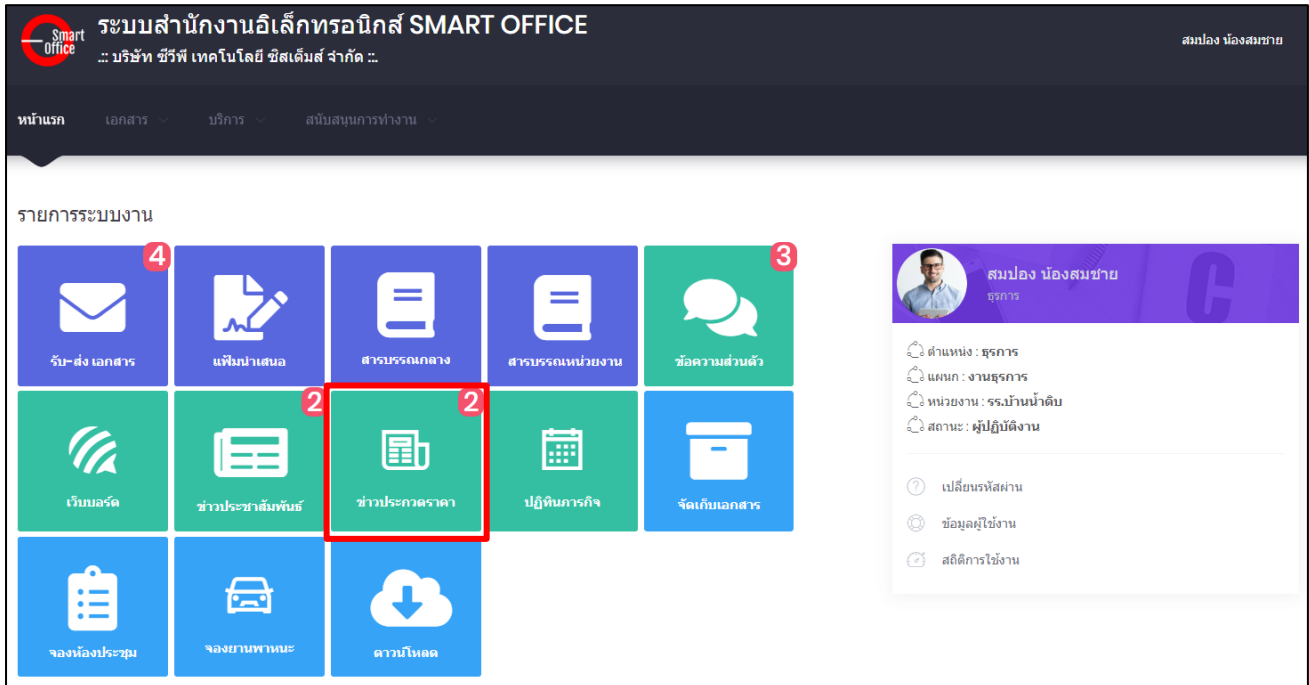 Smart
Office
ระบบสำนักงานอิเล็กทรอนิกส์ SMART OFFICE
.:: บริษัท ซีวีพี เทคโนโลยี ซิสเต็มส์ จำกัด ::.
สมปอง น้องสมชาย
หน้าแรก เอกสาร บริการ สนับสนุนการทำงาน
รายการระบบงาน
4
3
รับ-ส่ง เอกสาร แฟ้มนำเสนอ สารบรรณกลาง สารบรรณหน่วยงาน ข้อความส่วนตัว
2
2
เว็บบอร์ด ข่าวประชาสัมพันธ์ ข่าวประกวดราคา ปฏิทินภารกิจ จัดเก็บเอกสาร
จองห้องประชุม จองยานพาหนะ ดาวน์โหลด
สมปอง น้องสมชาย
ธุรการ
C
ตำแหน่ง : ธุรการ
แผนก : งานธุรการ
หน่วยงาน : รร.บ้านน้ำดิบ
สถานะ : ผู้ปฏิบัติงาน
เปลี่ยนรหัสผ่าน
ข้อมูลผู้ใช้งาน
สถิติการใช้งาน